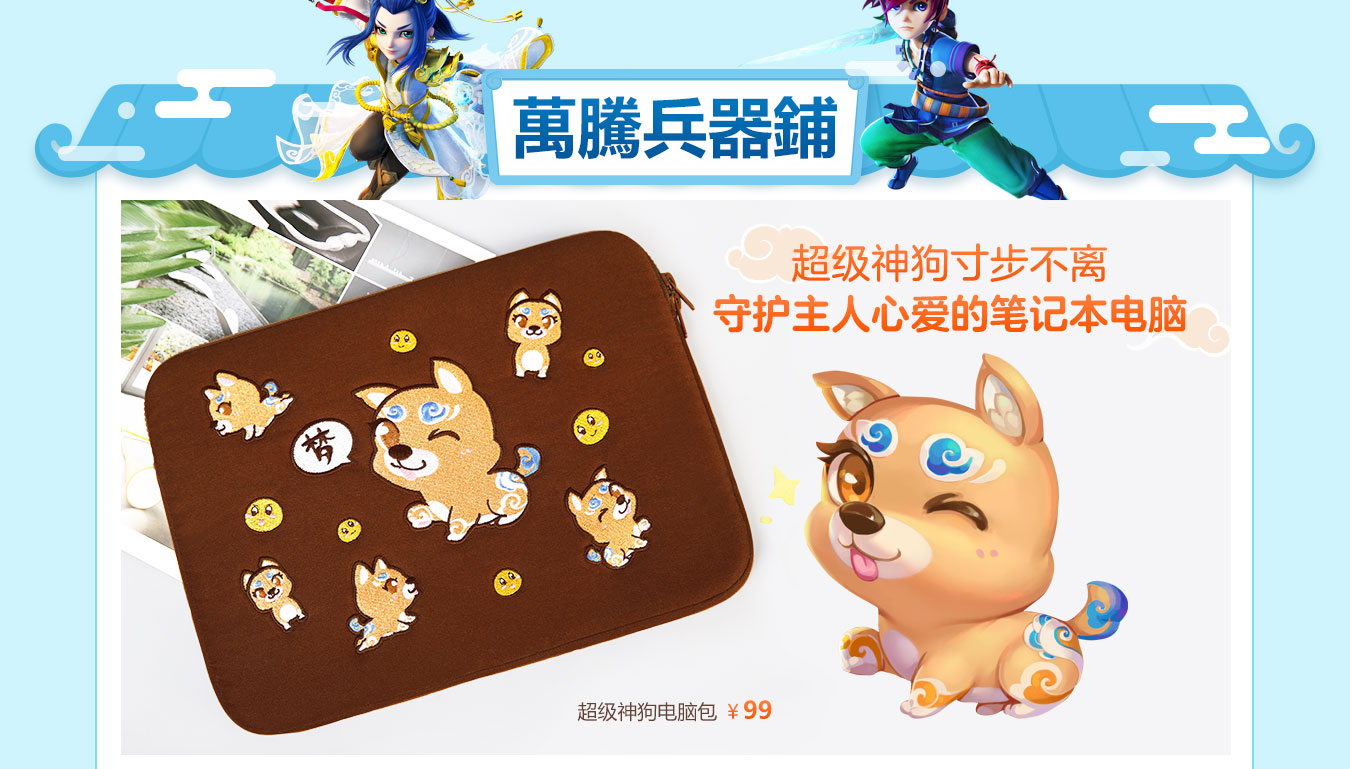 萬騰兵器鋪
超级神狗寸步不离
守护主人心爱的笔记本电脑
梦
超级神狗电脑包 ¥99